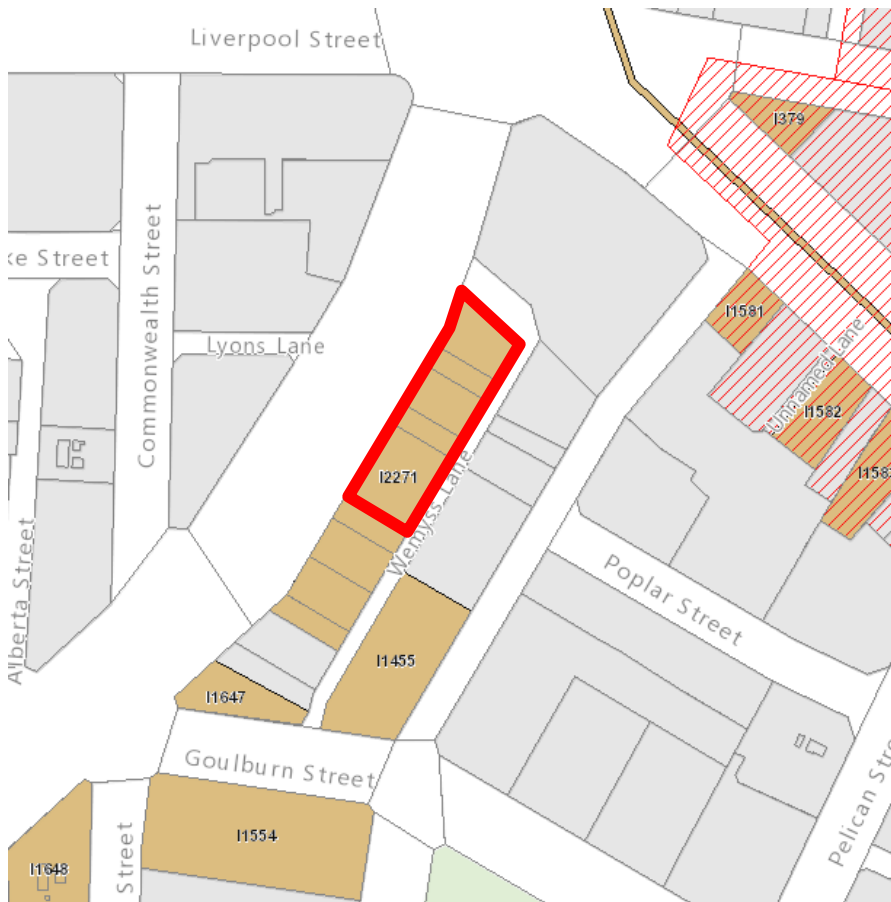 Liverpool Street
I379
Commonwealth Street
ke Street
I1581
Lyons Lane
Unnamed Lane
I1582
I2271
I158
Wemyss Lane
Alberta Street
Poplar Street
I1455
I1647
Goulburn Street
Pelican Stre
I1554
I1648
Street